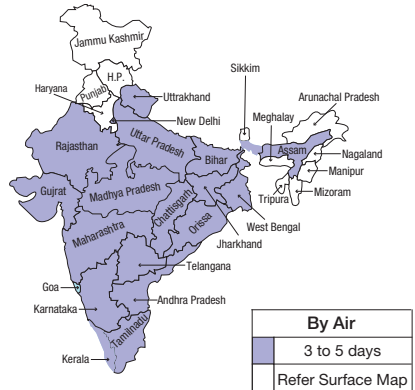 Jammu Kashmir
H.P.
Punjab
Haryana
Uttrakhand
New Delhi
Sikkim
Arunachal Pradesh
Meghalay
Rajasthan
Uttar Pradesh
Bihar
Assam
Nagaland
Manipur
Mizoram
Tripura
Gujrat
Madhya Pradesh
Chattisgath
West Bengal
Jharkhand
Orissa
Maharashtra
Telangana
Goa
Andhra Pradesh
Karnataka
Tamilnadu
Kerala
By Air
3 to 5 days
Refer Surface Map